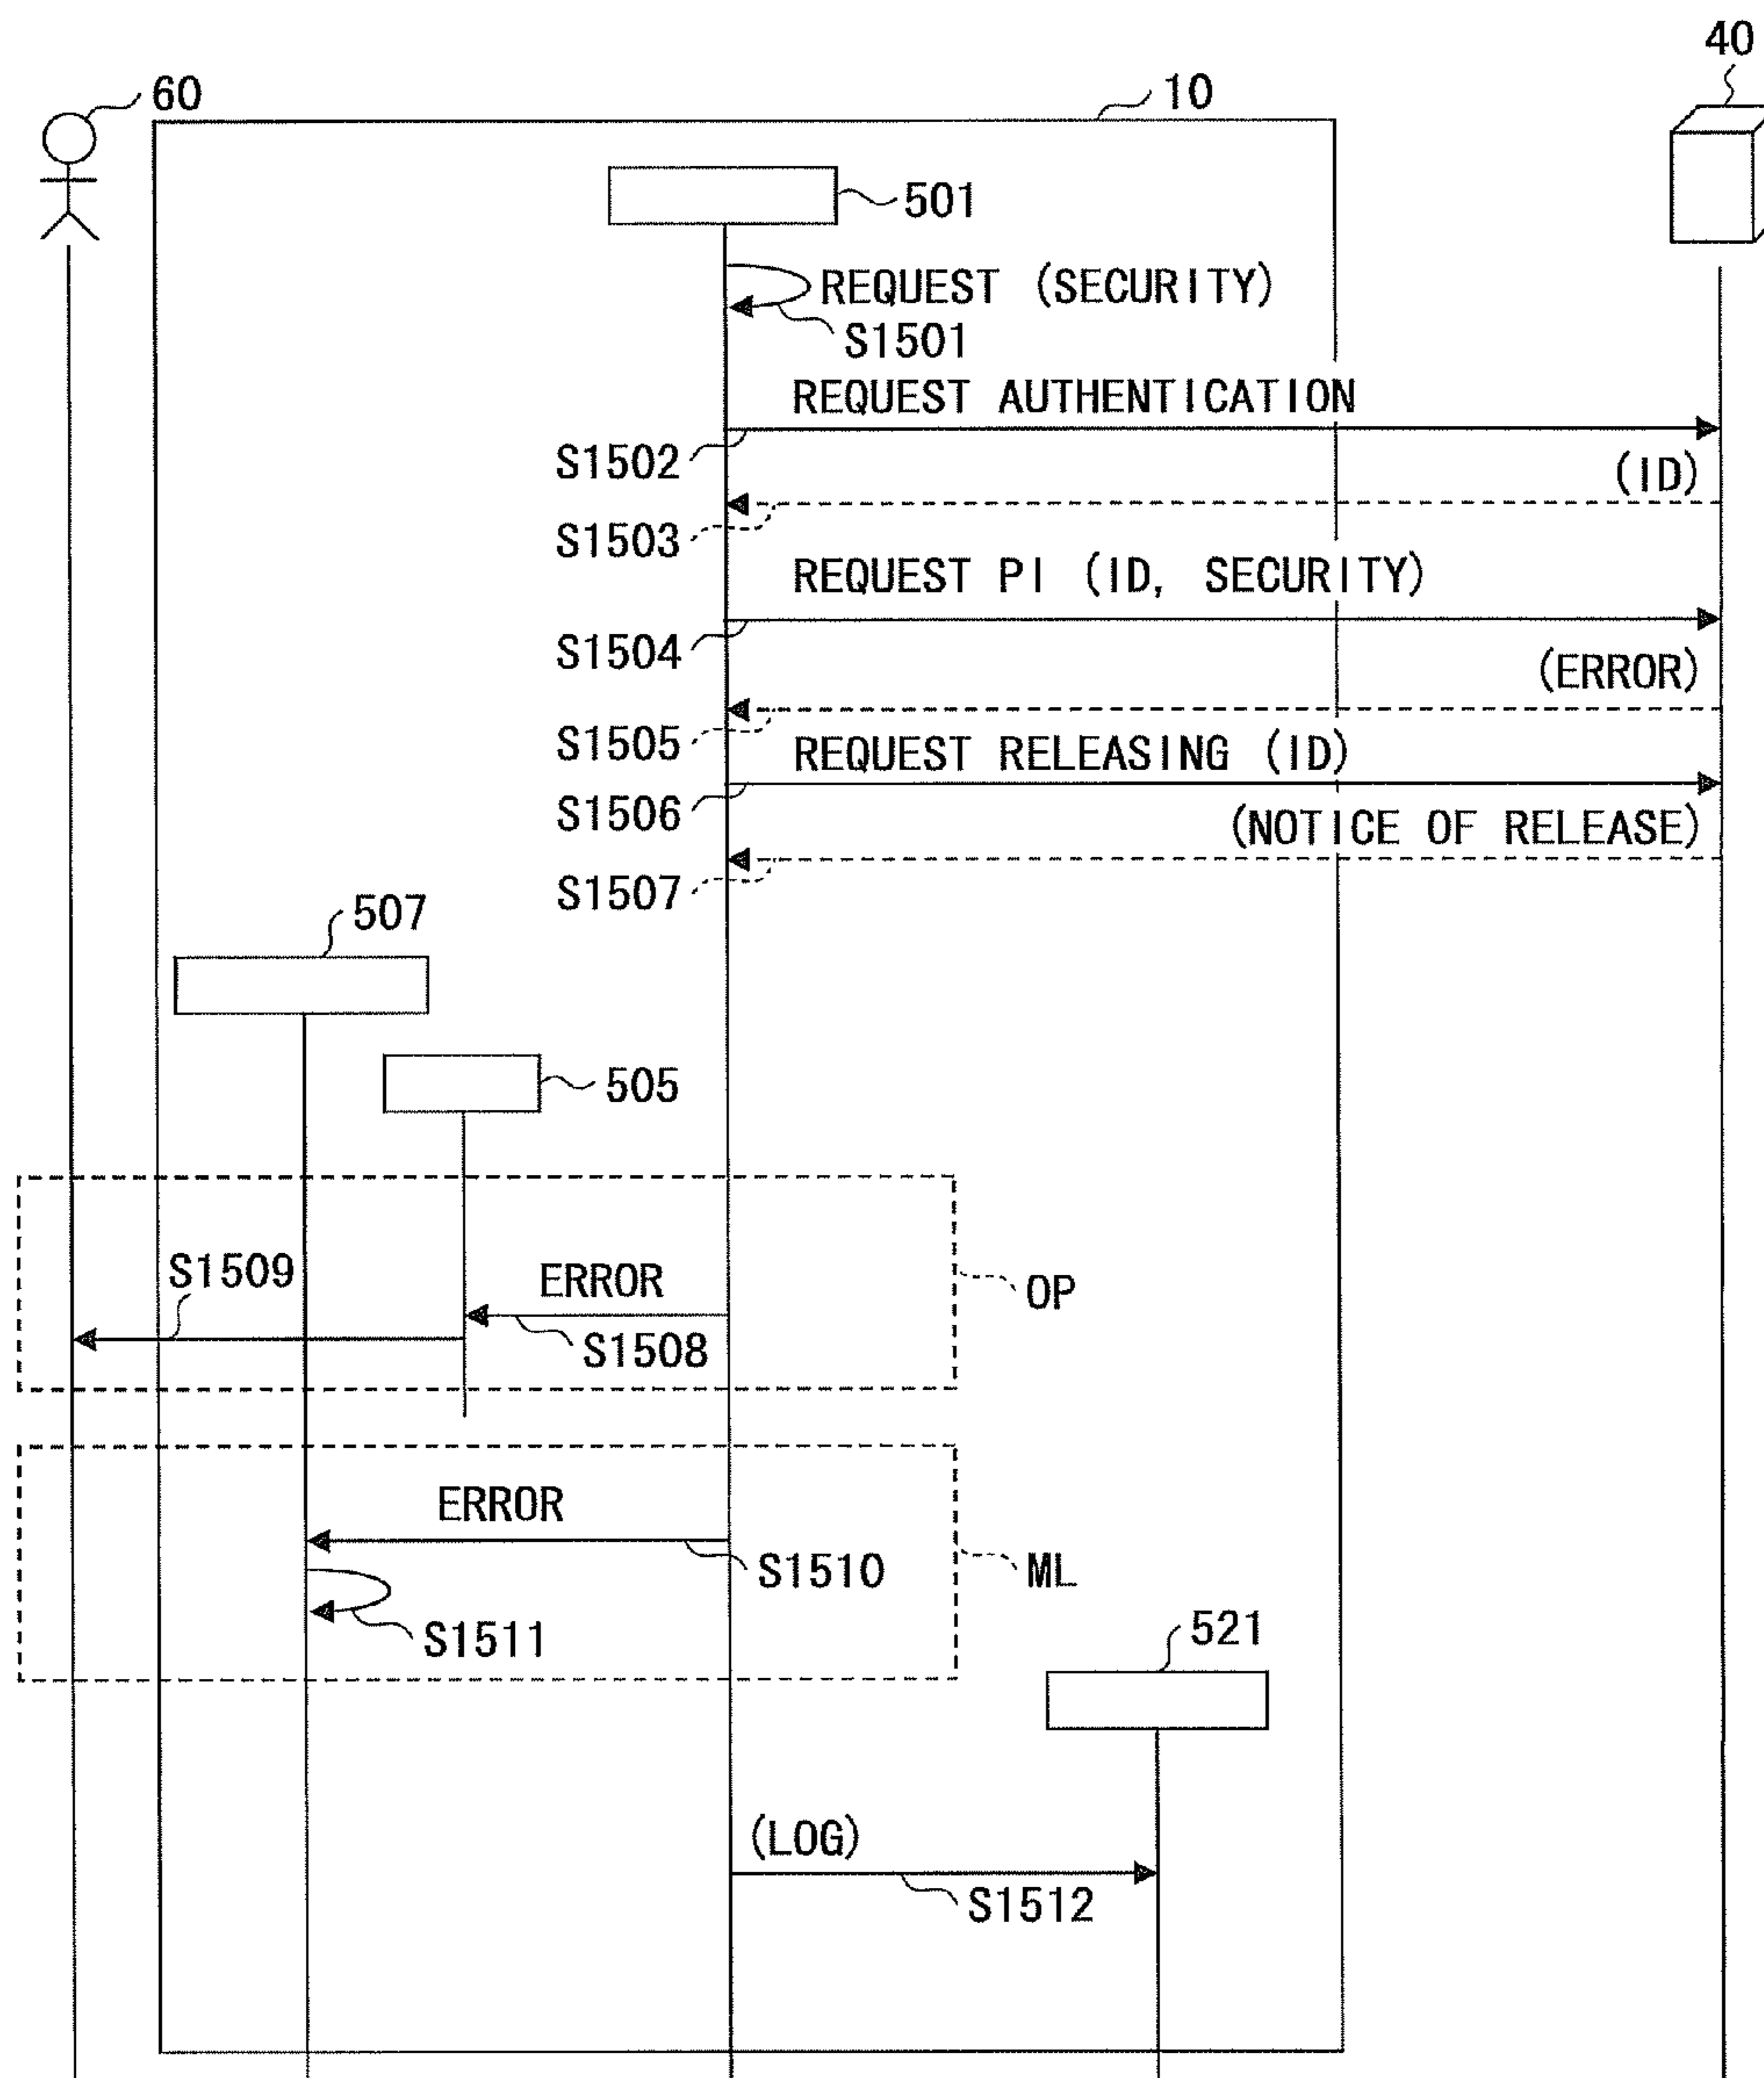 40
60
10
501
REQUEST (SECURITY)
S1501
REQUEST AUTHENTICATION
S1502
(ID)
S1503
REQUEST PI (ID, SECURITY)
S1504
(ERROR)
S1505
REQUEST RELEASING (ID)
S1506
(NOTICE OF RELEASE)
S1507
507
505
S1509
ERROR
OP
S1508
ERROR
S1510
ML
S1511
521
(LOG)
S1512